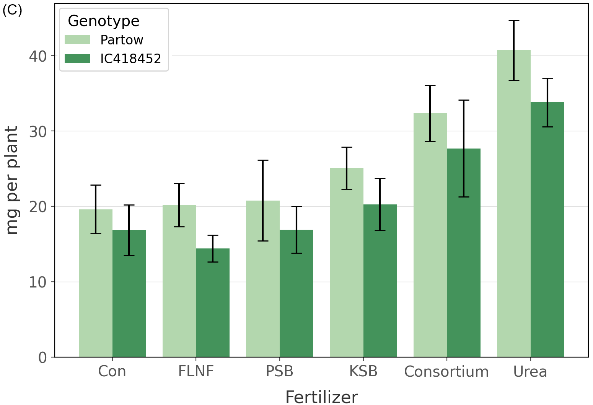 (C)
Genotype
Partow
IC418452
40
30
20
10
0
mg per plant
Con FLNF PSB KSB Consortium Urea
Fertilizer